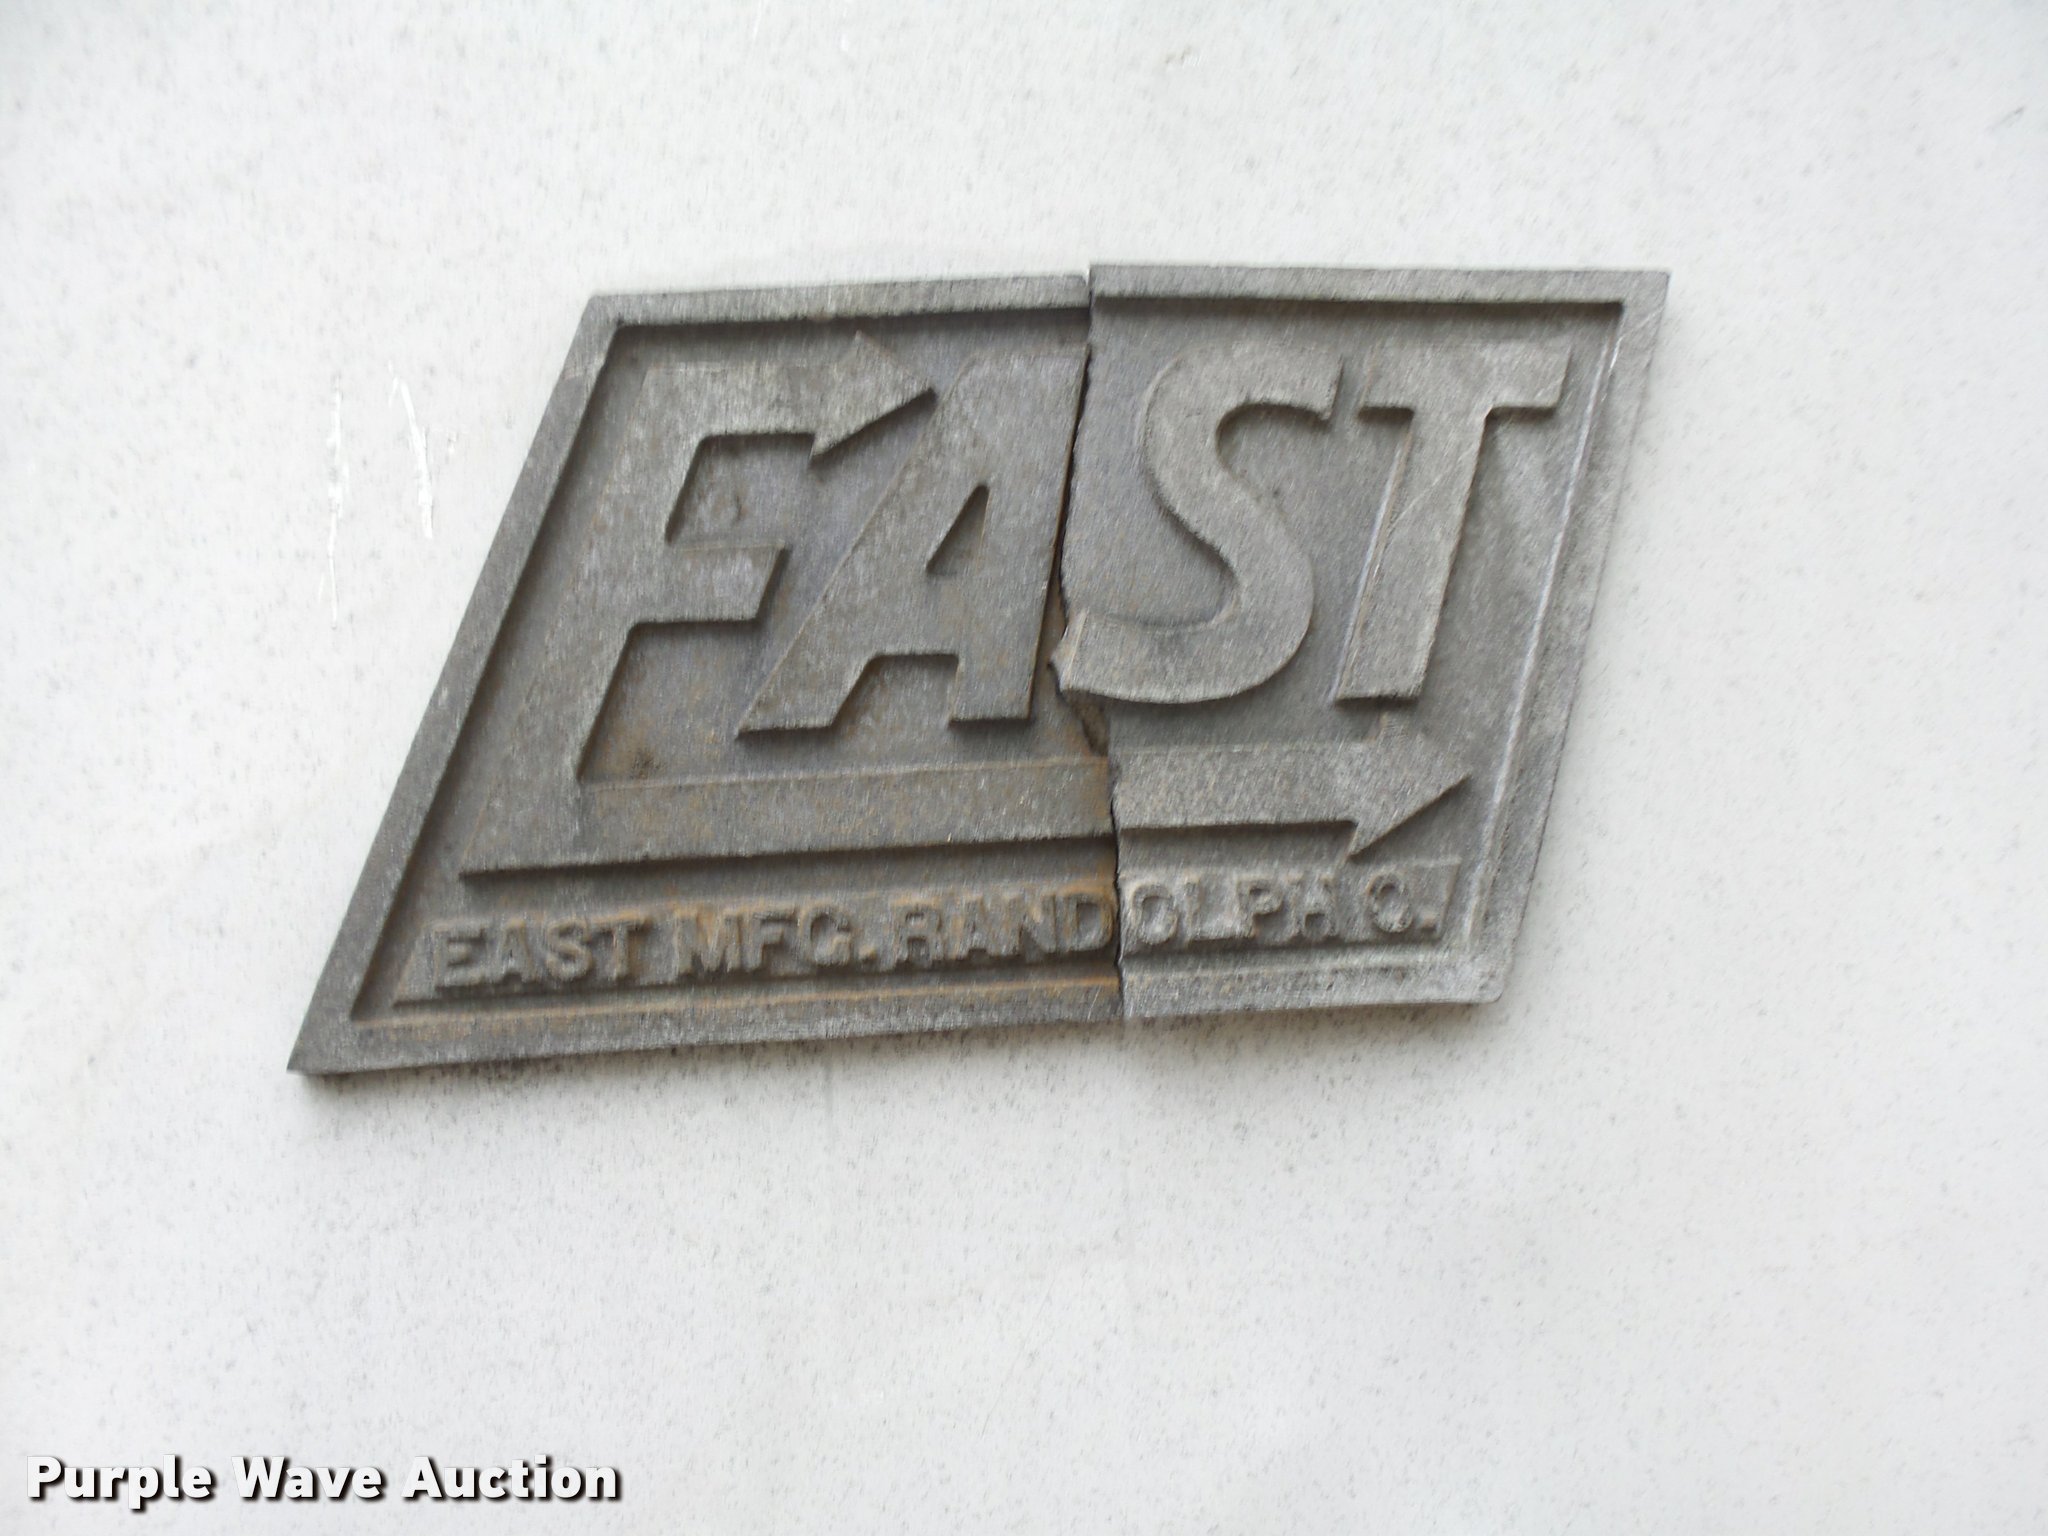 EAST
EAST MFG. RANDOLPH O.
Purple Wave Auction